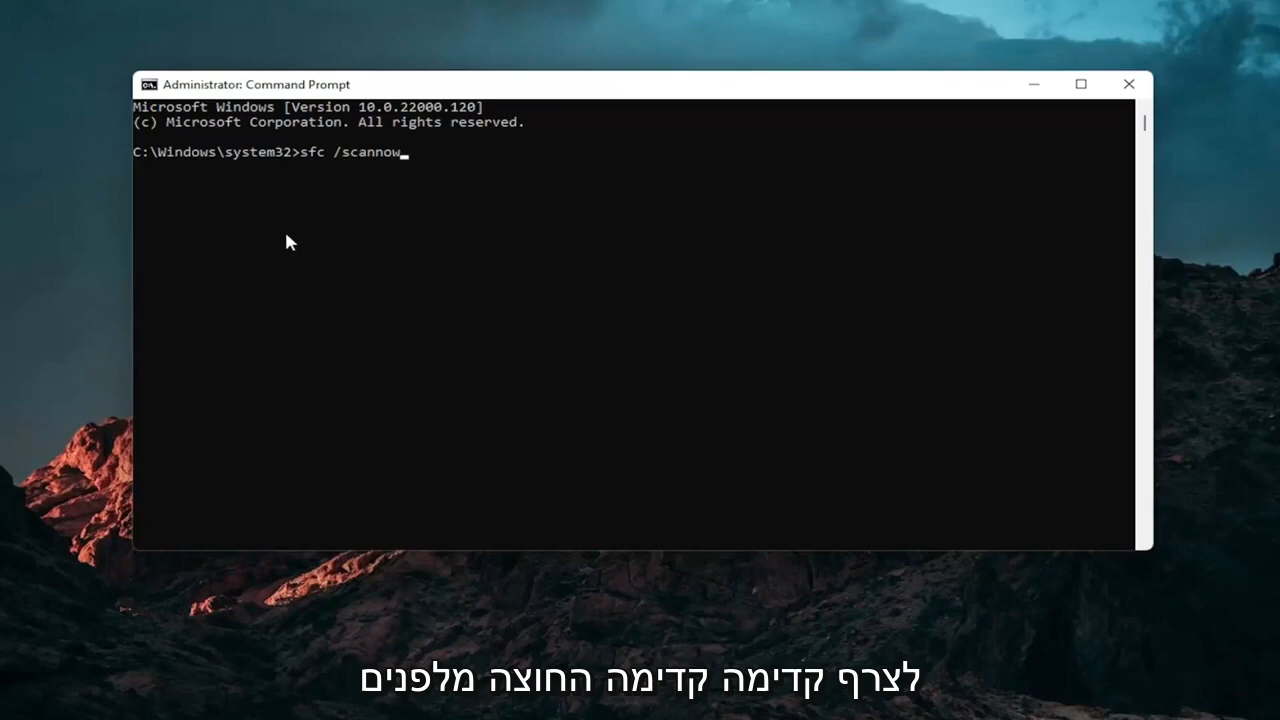 Administrator: Command Prompt
Microsoft Windows [Version 10.0.22000.120]
(c) Microsoft Corporation. All rights reserved.
C:\Windows\system32>sfc /scannow
לצרף קדימה קדימה החוצה מלפנים